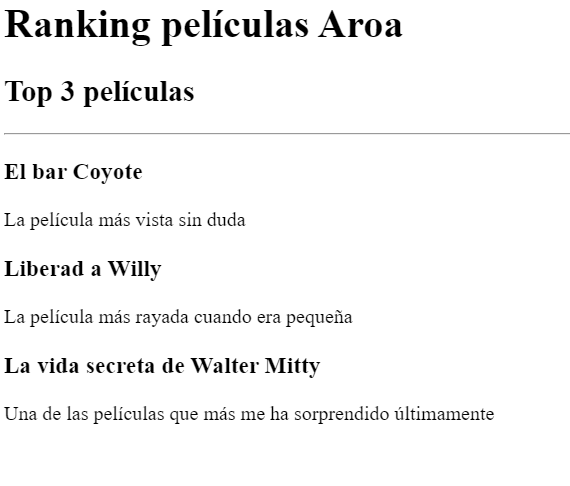 Ranking películas Aroa
Top 3 películas
El bar Coyote
La película más vista sin duda
Liberad a Willy
La película más rayada cuando era pequeña
La vida secreta de Walter Mitty
Una de las películas que más me ha sorprendido últimamente